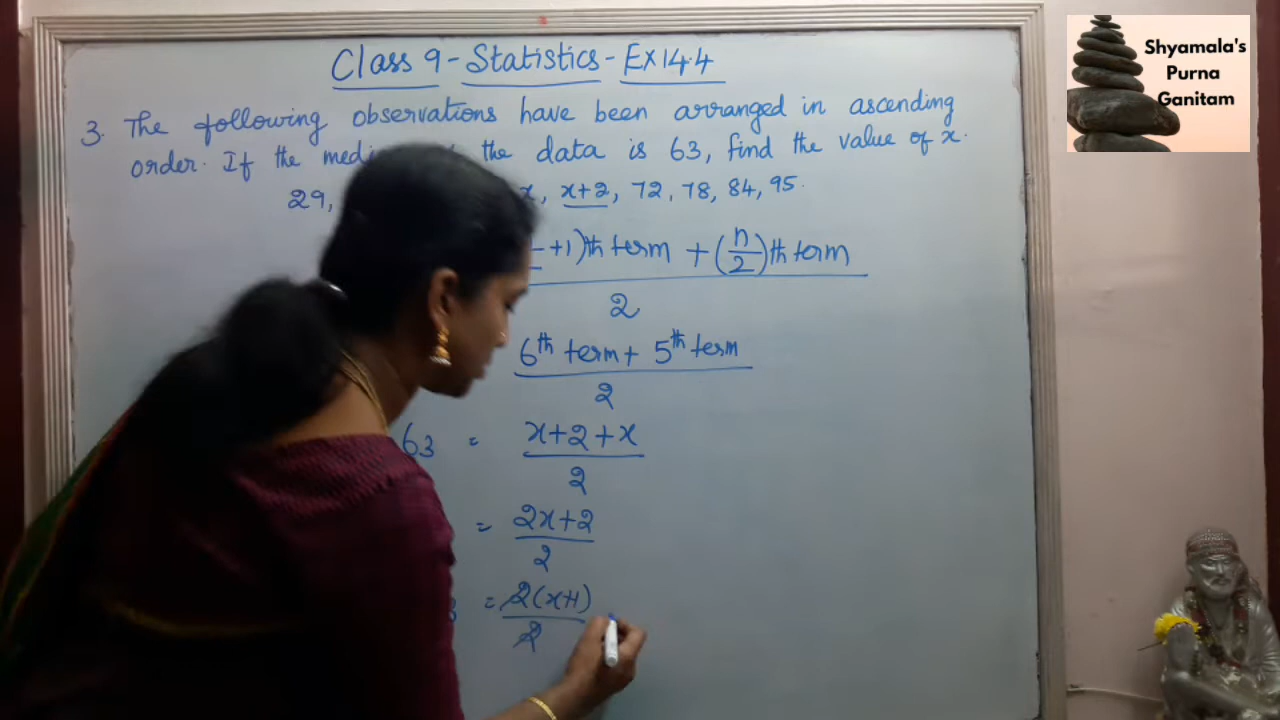 Class 9 - Statistics - Ex 14.4
Shyamala's
Purna
Ganitam
3. The following observations have been arranged in ascending
order. If the the data is 63, find the value of x.
29, x, x+2, 72, 78, 84, 95.
+1)th term + (n/2)th term
2
6th term + 5th term
2
63 = x+2+x
2
= 2x+2
2
= 2(x+1)
2